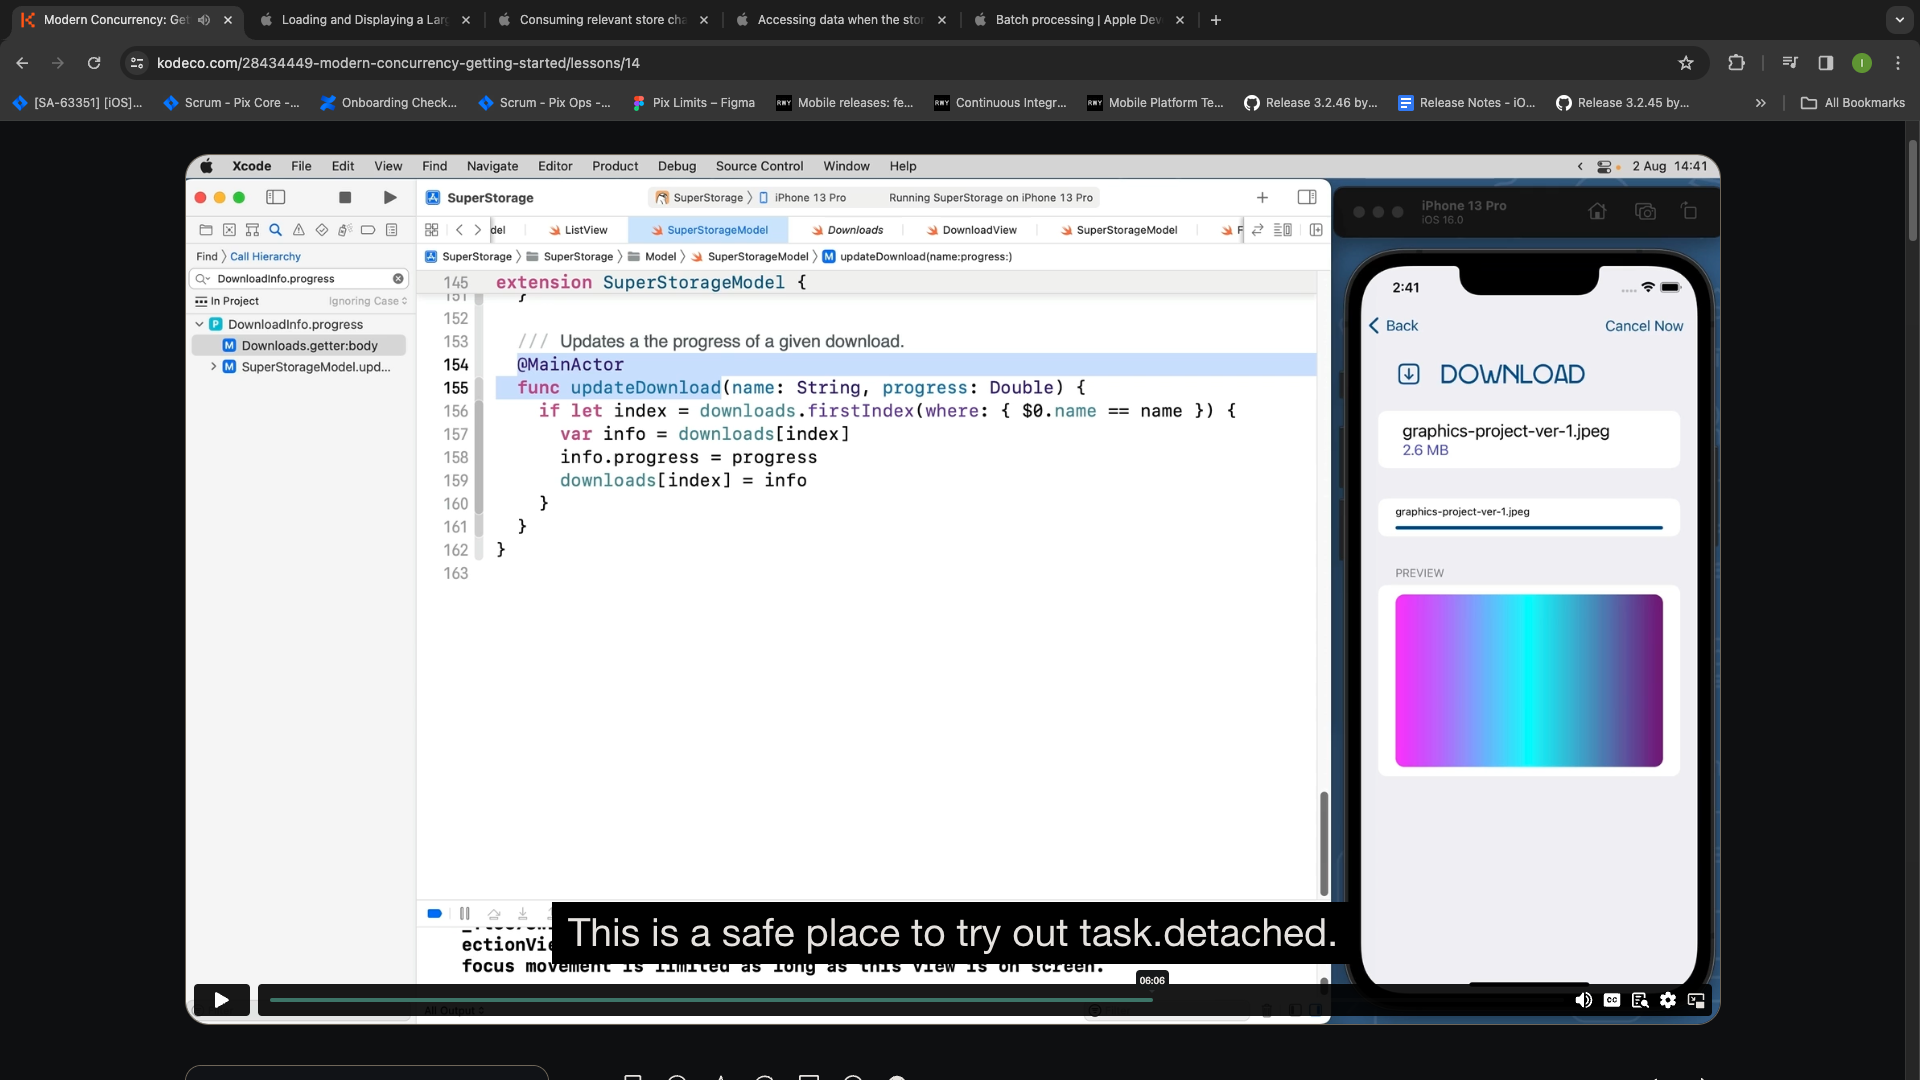 Modern Concurrency: Get
Loading and Displaying a Lar
Consuming relevant store cha
Accessing data when the stor
Batch processing | Apple Dev
kodeco.com/28434449-modern-concurrency-getting-started/lessons/14
[SA-63351] [iOS]...
Scrum - Pix Core -...
Onboarding Check...
Scrum - Pix Ops -...
Pix Limits – Figma
Mobile releases: fe...
Continuous Integr...
Mobile Platform Te...
Release 3.2.46 by...
Release Notes - iO...
Release 3.2.45 by...
All Bookmarks
Xcode File Edit View Find Navigate Editor Product Debug Source Control Window Help
2 Aug 14:41
SuperStorage
SuperStorage
iPhone 13 Pro
Running SuperStorage on iPhone 13 Pro
iPhone 13 Pro
iOS 16.0
del
ListView
SuperStorageModel
Downloads
DownloadView
SuperStorageModel
F
Find
Call Hierarchy
SuperStorage
SuperStorage
Model
SuperStorageModel
updateDownload(name:progress:)
DownloadInfo.progress
In Project
Ignoring Case
DownloadInfo.progress
Downloads.getter:body
SuperStorageModel.upd...
145 extension SuperStorageModel {
151 }
152
153 /// Updates a the progress of a given download.
154 @MainActor
155 func updateDownload(name: String, progress: Double) {
156 if let index = downloads.firstIndex(where: { $0.name == name }) {
157 var info = downloads[index]
158 info.progress = progress
159 downloads[index] = info
160 }
161 }
162 }
163
2:41
Back
Cancel Now
DOWNLOAD
graphics-project-ver-1.jpeg
2.6 MB
graphics-project-ver-1.jpeg
PREVIEW
This is a safe place to try out task.detached.
ectionVie
focus movement is limited as long as this view is on screen.
06:06
CC
All Output